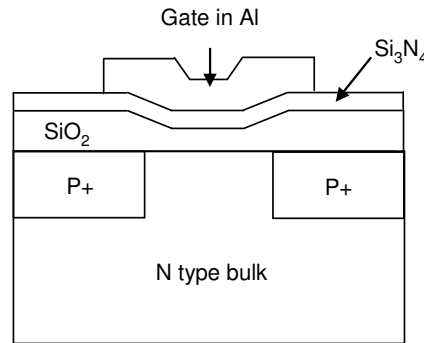 Gate in Al
Si₃N₄
SiO₂
P+ P+
N type bulk